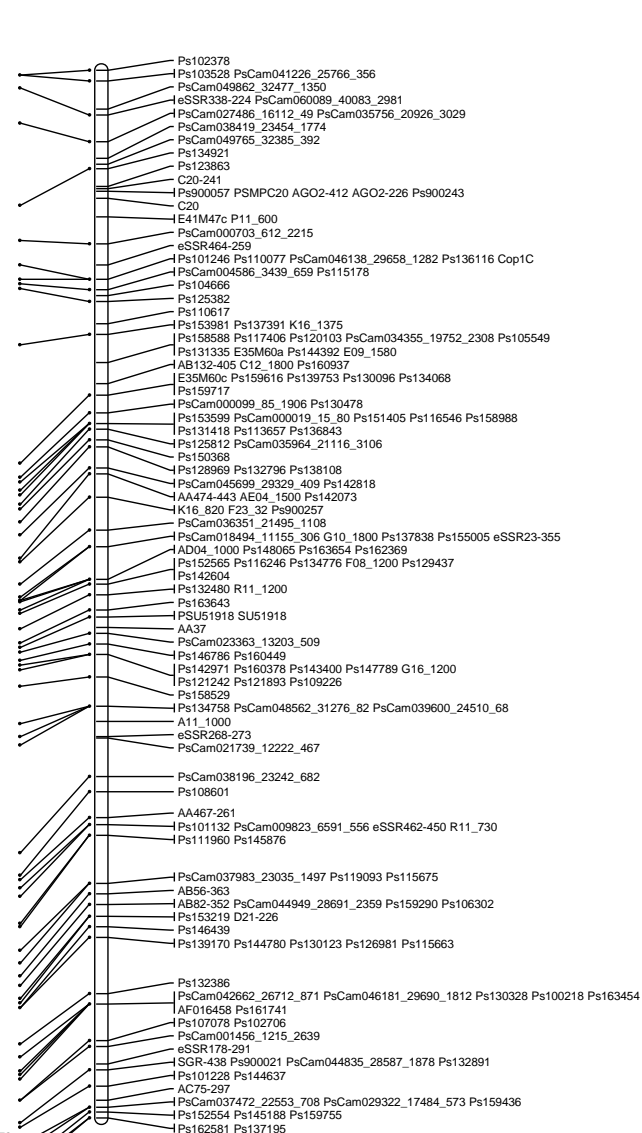 Ps102378
Ps103528 PsCam041226_25766_356
PsCam049862_32477_1350
eSSR338-224 PsCam060089_40083_2981
PsCam027486_16112_49 PsCam035756_20926_3029
PsCam038419_23454_1774
PsCam049765_32385_392
Ps134921
Ps123863
C20-241
Ps900057 PSMPC20 AGO2-412 AGO2-226 Ps900243
C20
E41M47c P11_600
PsCam000703_612_2215
eSSR464-259
Ps101246 Ps110077 PsCam046138_29658_1282 Ps136116 Cop1C
PsCam004586_3439_659 Ps115178
Ps104666
Ps125382
Ps110617
Ps153981 Ps137391 K16_1375
Ps158588 Ps117406 Ps120103 PsCam034355_19752_2308 Ps105549
Ps131335 E35M60a Ps144392 E09_1580
AB132-405 C12_1800 Ps160937
E35M60c Ps159616 Ps139753 Ps130096 Ps134068
Ps159717
PsCam000099_85_1906 Ps130478
Ps153599 PsCam000019_15_80 Ps151405 Ps116546 Ps158988
Ps131418 Ps113657 Ps136843
Ps125812 PsCam035964_21116_3106
Ps150368
Ps128969 Ps132796 Ps138108
PsCam045699_29329_409 Ps142818
AA474-443 AE04_1500 Ps142073
K16_820 F23_32 Ps900257
PsCam036351_21495_1108
PsCam018494_11155_306 G10_1800 Ps137838 Ps155005 eSSR23-355
AD04_1000 Ps148065 Ps163654 Ps162369
Ps152565 Ps116246 Ps134776 F08_1200 Ps129437
Ps142604
Ps132480 R11_1200
Ps163643
PSU51918 SU51918
AA37
PsCam023363_13203_509
Ps146786 Ps160449
Ps142971 Ps160378 Ps143400 Ps147789 G16_1200
Ps121242 Ps121893 Ps109226
Ps158529
Ps134758 PsCam048562_31276_82 PsCam039600_24510_68
A11_1000
eSSR268-273
PsCam021739_12222_467
PsCam038196_23242_682
Ps108601
AA467-261
Ps101132 PsCam009823_6591_556 eSSR462-450 R11_730
Ps111960 Ps145876
PsCam037983_23035_1497 Ps119093 Ps115675
AB56-363
AB82-352 PsCam044949_28691_2359 Ps159290 Ps106302
Ps153219 D21-226
Ps146439
Ps139170 Ps144780 Ps130123 Ps126981 Ps115663
Ps132386
PsCam042662_26712_871 PsCam046181_29690_1812 Ps130328 Ps100218 Ps163454
AF016458 Ps161741
Ps107078 Ps102706
PsCam001456_1215_2639
eSSR178-291
SGR-438 Ps900021 PsCam044835_28587_1878 Ps132891
Ps101228 Ps144637
AC75-297
PsCam037472_22553_708 PsCam029322_17484_573 Ps159436
Ps152554 Ps145188 Ps159755
Ps162581 Ps137195